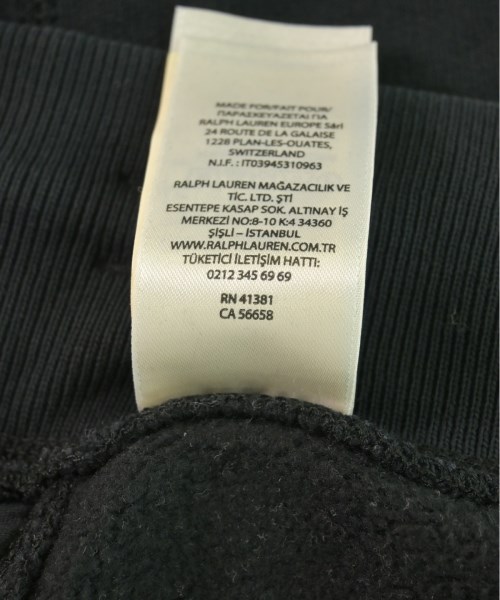 MADE FOR/FAIT POUR/
ΠΑΡΑΣΚΕΥΑΖΕΤΑΙ ΓΙΑ
RALPH LAUREN EUROPE Sàrl
24 ROUTE DE LA GALAISE
1228 PLAN-LES-OUATES,
SWITZERLAND
N.I.F. : IT03945310963
RALPH LAUREN MAĞAZACILIK VE
TİC. LTD. ŞTİ
ESENTEPE KASAP SOK. ALTINAY İŞ
MERKEZİ NO:8-10 K:4 34360
ŞİŞLİ – İSTANBUL
WWW.RALPHLAUREN.COM.TR
TÜKETİCİ İLETİŞİM HATTI:
0212 345 69 69
RN 41381
CA 56658